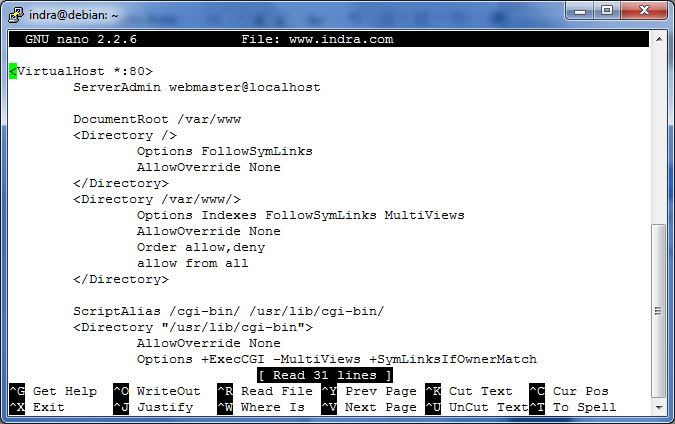 indra@debian: ~
GNU nano 2.2.6 File: www.indra.com
<VirtualHost *:80>
ServerAdmin webmaster@localhost
DocumentRoot /var/www
<Directory />
Options FollowSymLinks
AllowOverride None
</Directory>
<Directory /var/www/>
Options Indexes FollowSymLinks MultiViews
AllowOverride None
Order allow,deny
allow from all
</Directory>
ScriptAlias /cgi-bin/ /usr/lib/cgi-bin/
<Directory "/usr/lib/cgi-bin">
AllowOverride None
Options +ExecCGI -MultiViews +SymLinksIfOwnerMatch
[ Read 31 lines ]
^G Get Help ^O WriteOut ^R Read File ^Y Prev Page ^K Cut Text ^C Cur Pos
^X Exit ^J Justify ^W Where Is ^V Next Page ^U UnCut Text^T To Spell